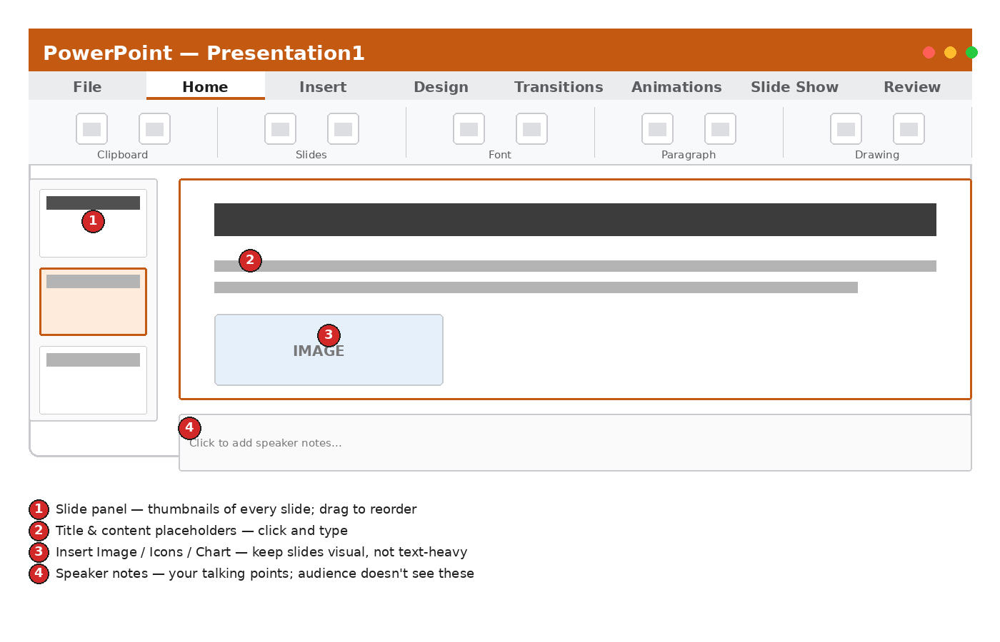 PowerPoint — Presentation1
File Home Insert Design Transitions Animations Slide Show Review
Clipboard Slides Font Paragraph Drawing
1
2
3
IMAGE
4
Click to add speaker notes...
1 Slide panel — thumbnails of every slide; drag to reorder
2 Title & content placeholders — click and type
3 Insert Image / Icons / Chart — keep slides visual, not text-heavy
4 Speaker notes — your talking points; audience doesn't see these